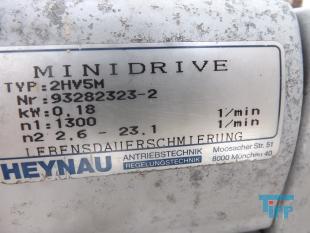 MINIDRIVE
TYP:2HV5M
Nr:93282323-2
kW:0.18
n1:1300 1/min
n2 2.6 - 23.1 1/min
LEBENSDAUERSCHMIERUNG
HEYNAU ANTRIEBSTECHNIK Moosacher Str. 51
REGELUNGSTECHNIK 8000 München 40
TIPP